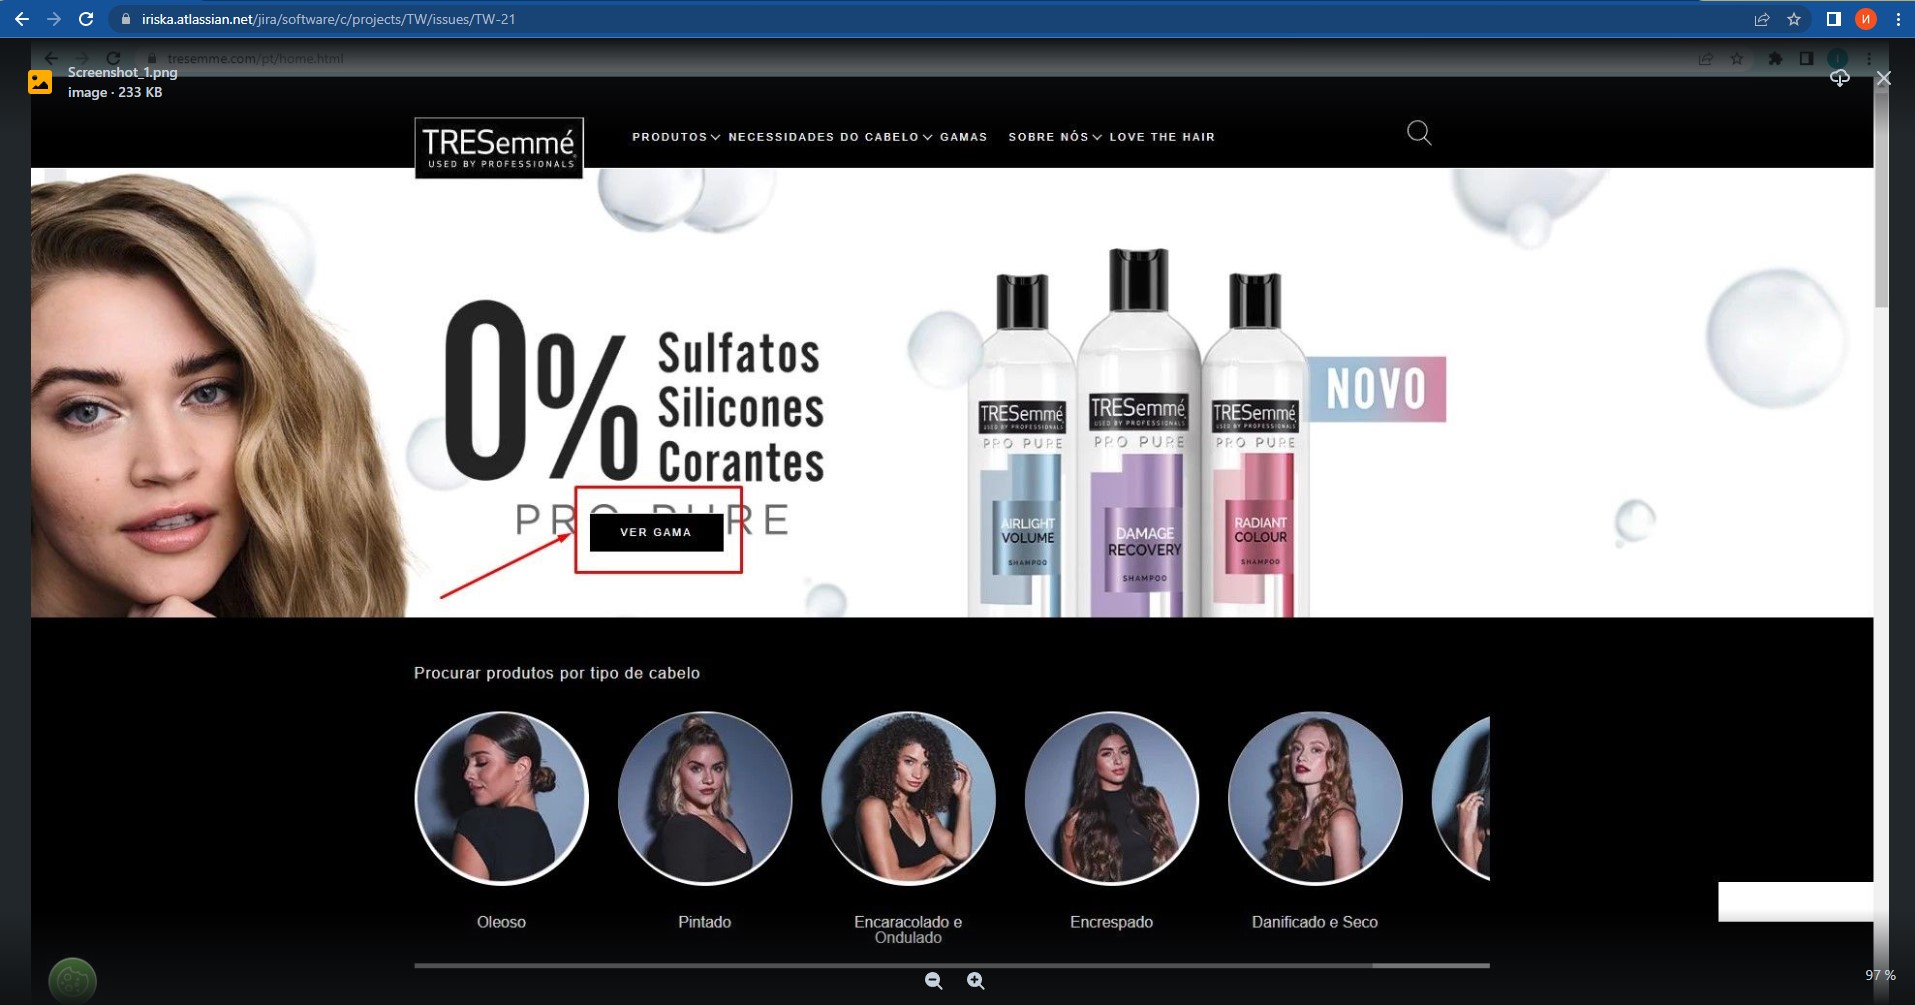 iriska.atlassian.net/jira/software/c/projects/TW/issues/TW-21
И
tresemme.com/pt/home.html
Screenshot_1.png
image · 233 KB
TRESemmé
USED BY PROFESSIONALS
PRODUTOS NECESSIDADES DO CABELO GAMAS SOBRE NÓS LOVE THE HAIR
0% Sulfatos
Silicones
Corantes
PRO PURE
VER GAMA
NOVO
TRESemmé
USED BY PROFESSIONALS
PRO PURE
AIRLIGHT
VOLUME
SHAMPOO
TRESemmé
USED BY PROFESSIONALS
PRO PURE
DAMAGE
RECOVERY
SHAMPOO
TRESemmé
USED BY PROFESSIONALS
PRO PURE
RADIANT
COLOUR
SHAMPOO
Procurar produtos por tipo de cabelo
Oleoso
Pintado
Encaracolado e
Ondulado
Encrespado
Danificado e Seco
97 %